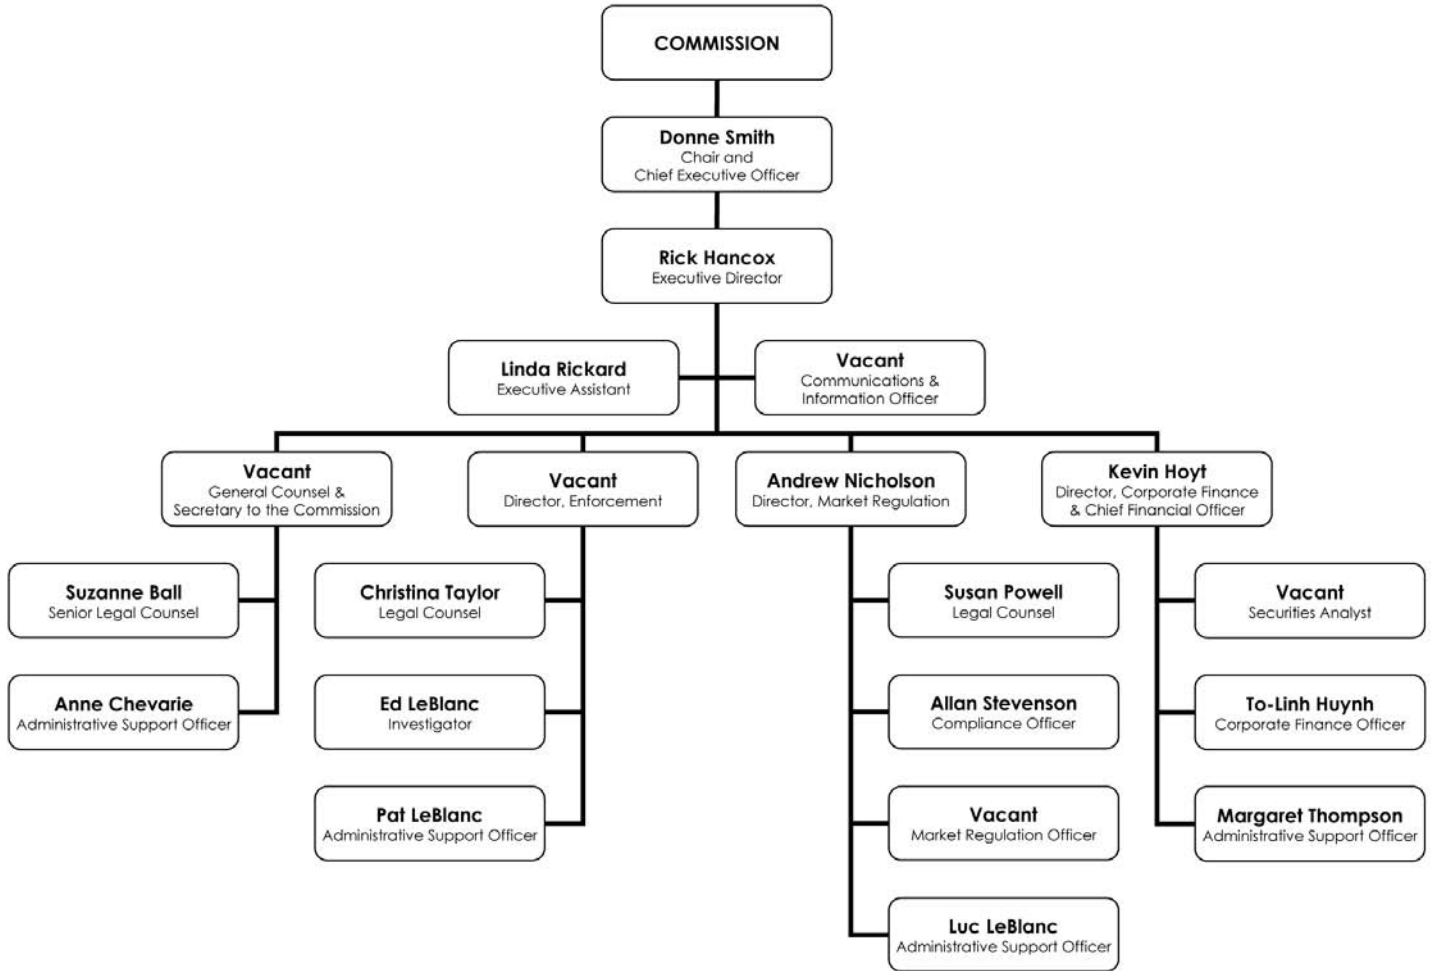 COMMISSION
Donne Smith
Chair and
Chief Executive Officer
Rick Hancox
Executive Director
Linda Rickard
Executive Assistant
Vacant
Communications &
Information Officer
Vacant
General Counsel &
Secretary to the Commission
Vacant
Director, Enforcement
Andrew Nicholson
Director, Market Regulation
Kevin Hoyt
Director, Corporate Finance
& Chief Financial Officer
Suzanne Ball
Senior Legal Counsel
Christina Taylor
Legal Counsel
Susan Powell
Legal Counsel
Vacant
Securities Analyst
Anne Chevarie
Administrative Support Officer
Ed LeBlanc
Investigator
Allan Stevenson
Compliance Officer
To-Linh Huynh
Corporate Finance Officer
Pat LeBlanc
Administrative Support Officer
Vacant
Market Regulation Officer
Margaret Thompson
Administrative Support Officer
Luc LeBlanc
Administrative Support Officer